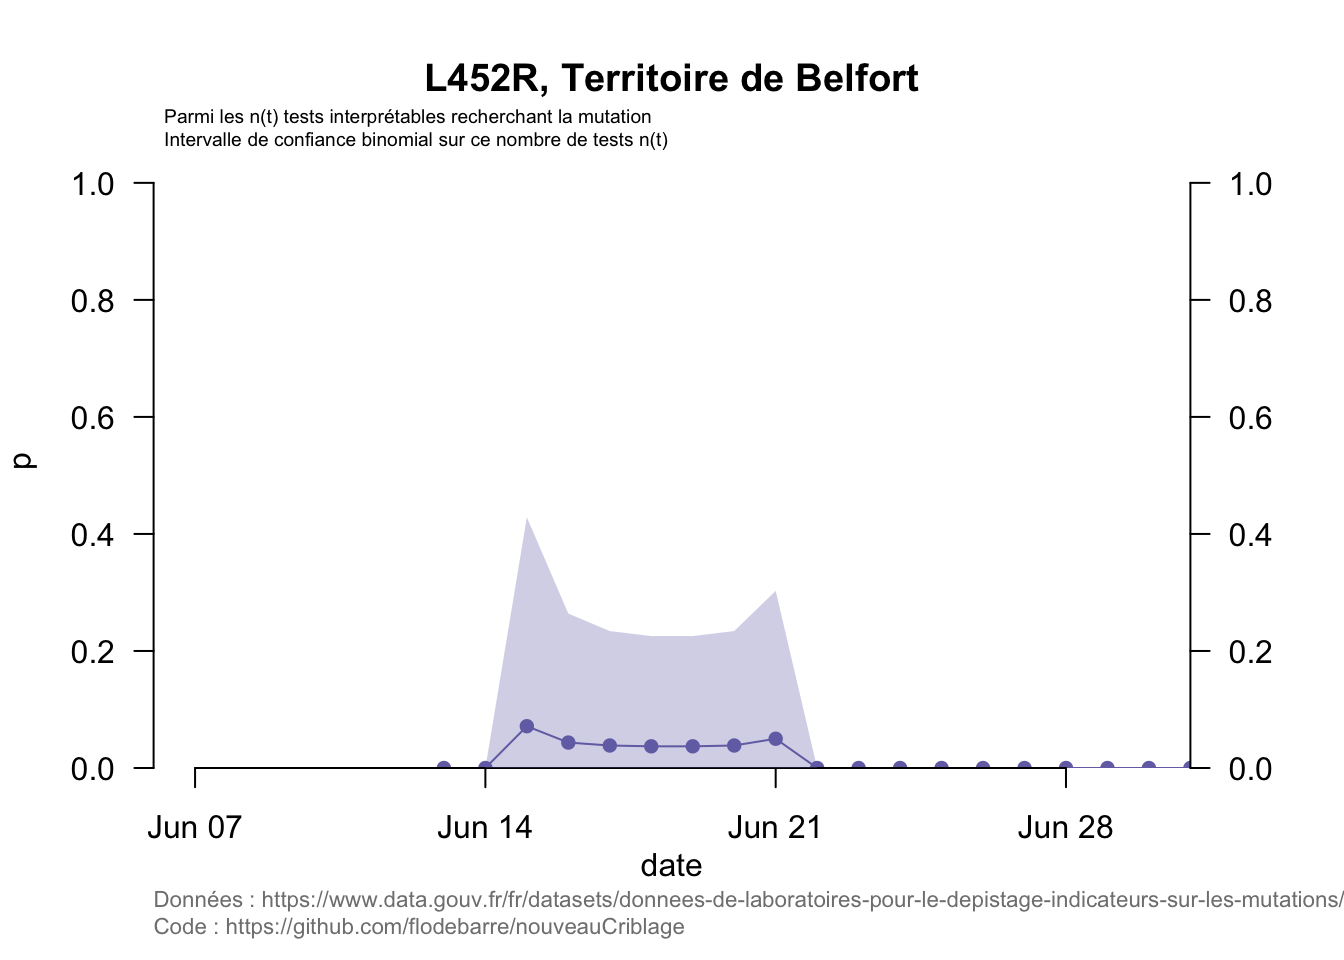 L452R, Territoire de Belfort
Parmi les n(t) tests interprétables recherchant la mutation
Intervalle de confiance binomial sur ce nombre de tests n(t)
1.0
0.8
0.6
0.4
0.2
0.0
p
1.0
0.8
0.6
0.4
0.2
0.0
Jun 07 Jun 14 Jun 21 Jun 28
date
Données : https://www.data.gouv.fr/fr/datasets/donnees-de-laboratoires-pour-le-depistage-indicateurs-sur-les-mutations/
Code : https://github.com/flodebarre/nouveauCriblage